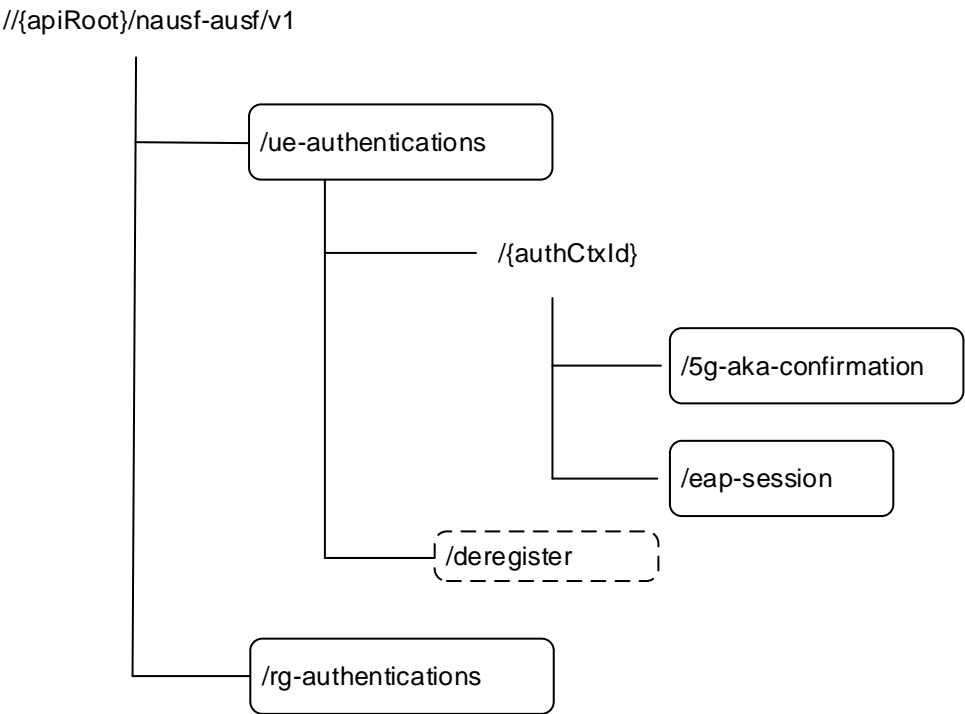 //{apiRoot}/nausf-ausf/v1
/ue-authentications
/{authCtxId}
/5g-aka-confirmation
/eap-session
/deregister
/rg-authentications